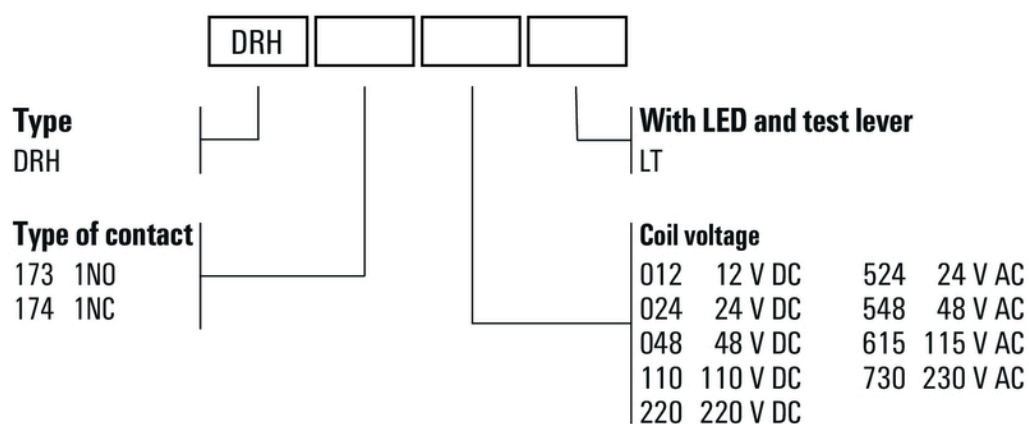 DRH
Type
DRH
With LED and test lever
LT
Type of contact
173 1NO
174 1NC
Coil voltage
012 12 V DC 524 24 V AC
024 24 V DC 548 48 V AC
048 48 V DC 615 115 V AC
110 110 V DC 730 230 V AC
220 220 V DC